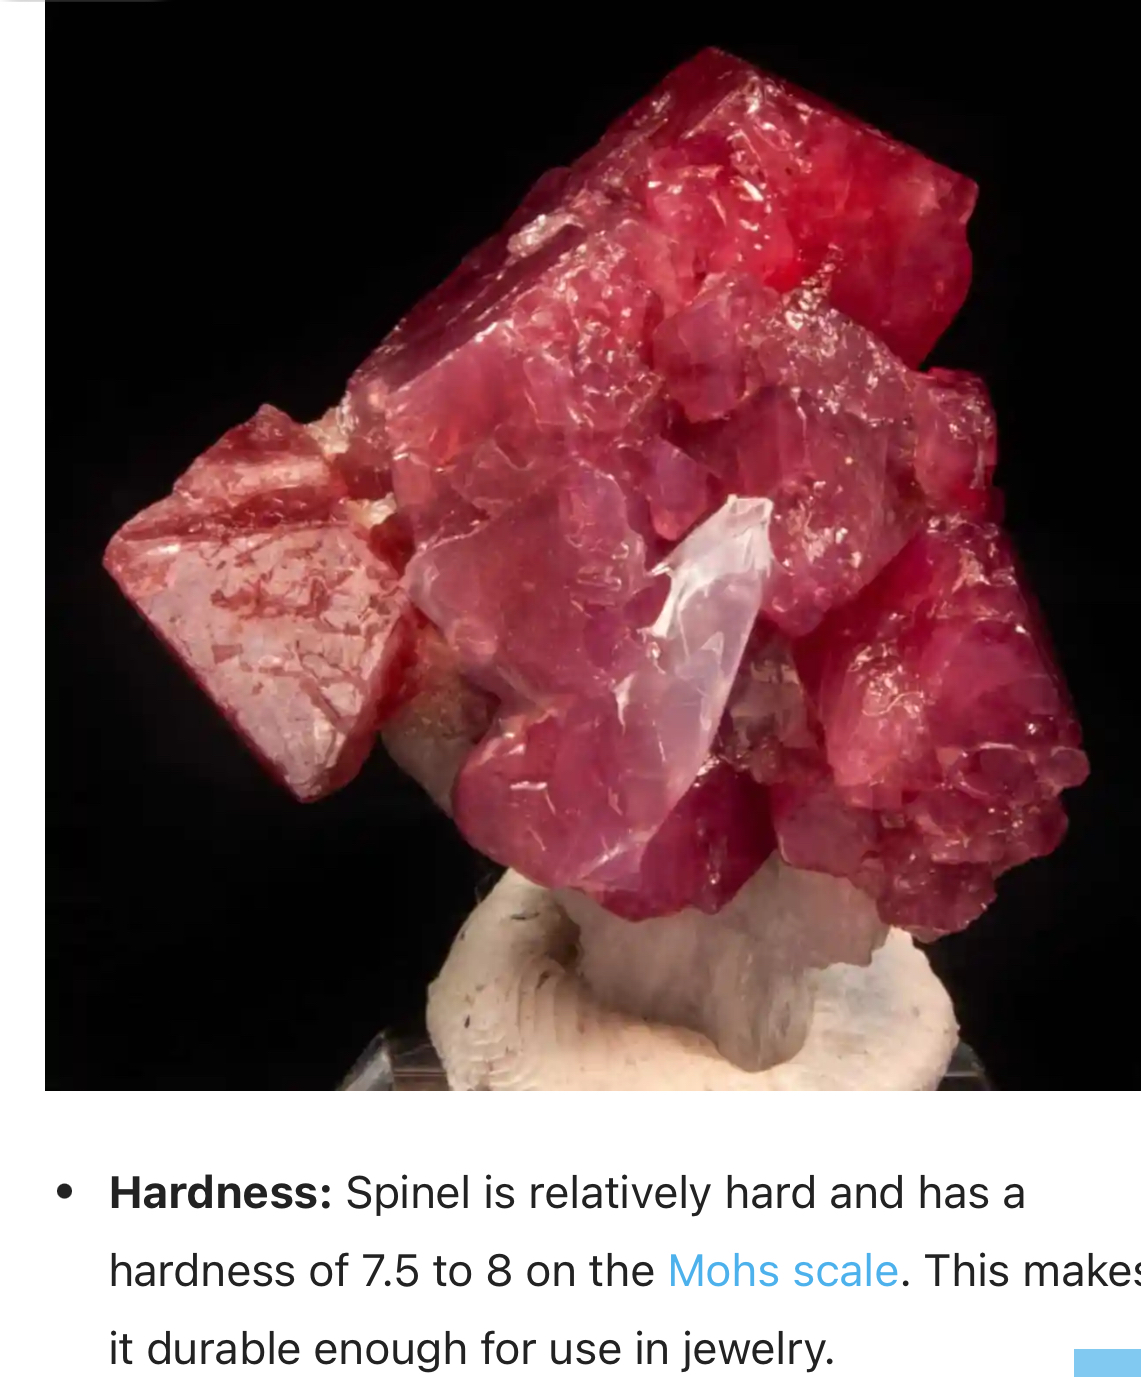 • Hardness: Spinel is relatively hard and has a
hardness of 7.5 to 8 on the Mohs scale. This makes
it durable enough for use in jewelry.